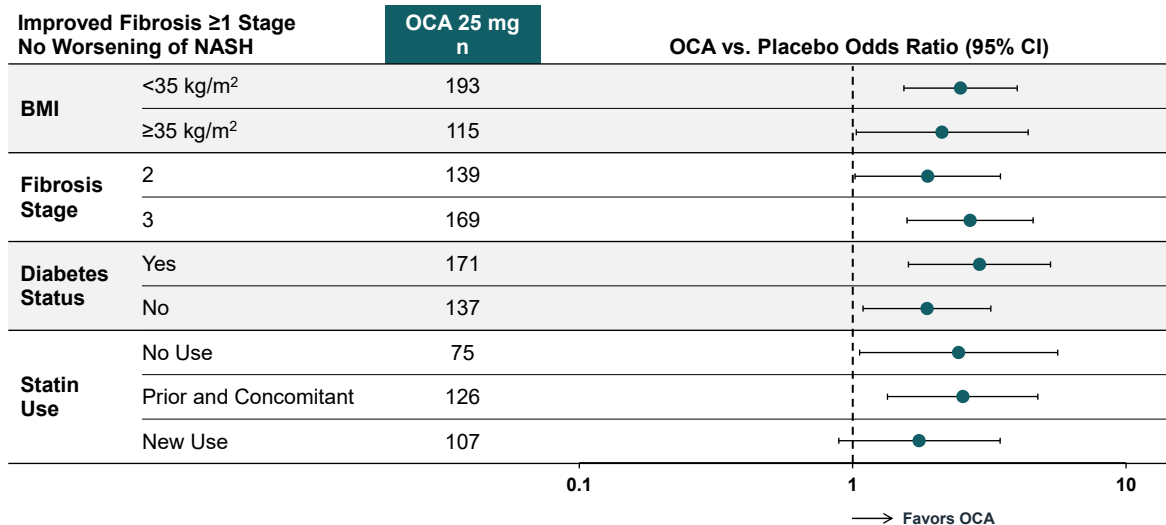 Improved Fibrosis ≥1 Stage
No Worsening of NASH
OCA 25 mg
n
OCA vs. Placebo Odds Ratio (95% CI)
BMI
<35 kg/m²
193
≥35 kg/m²
115
Fibrosis
Stage
2
139
3
169
Diabetes
Status
Yes
171
No
137
Statin
Use
No Use
75
Prior and Concomitant
126
New Use
107
0.1
1
10
Favors OCA